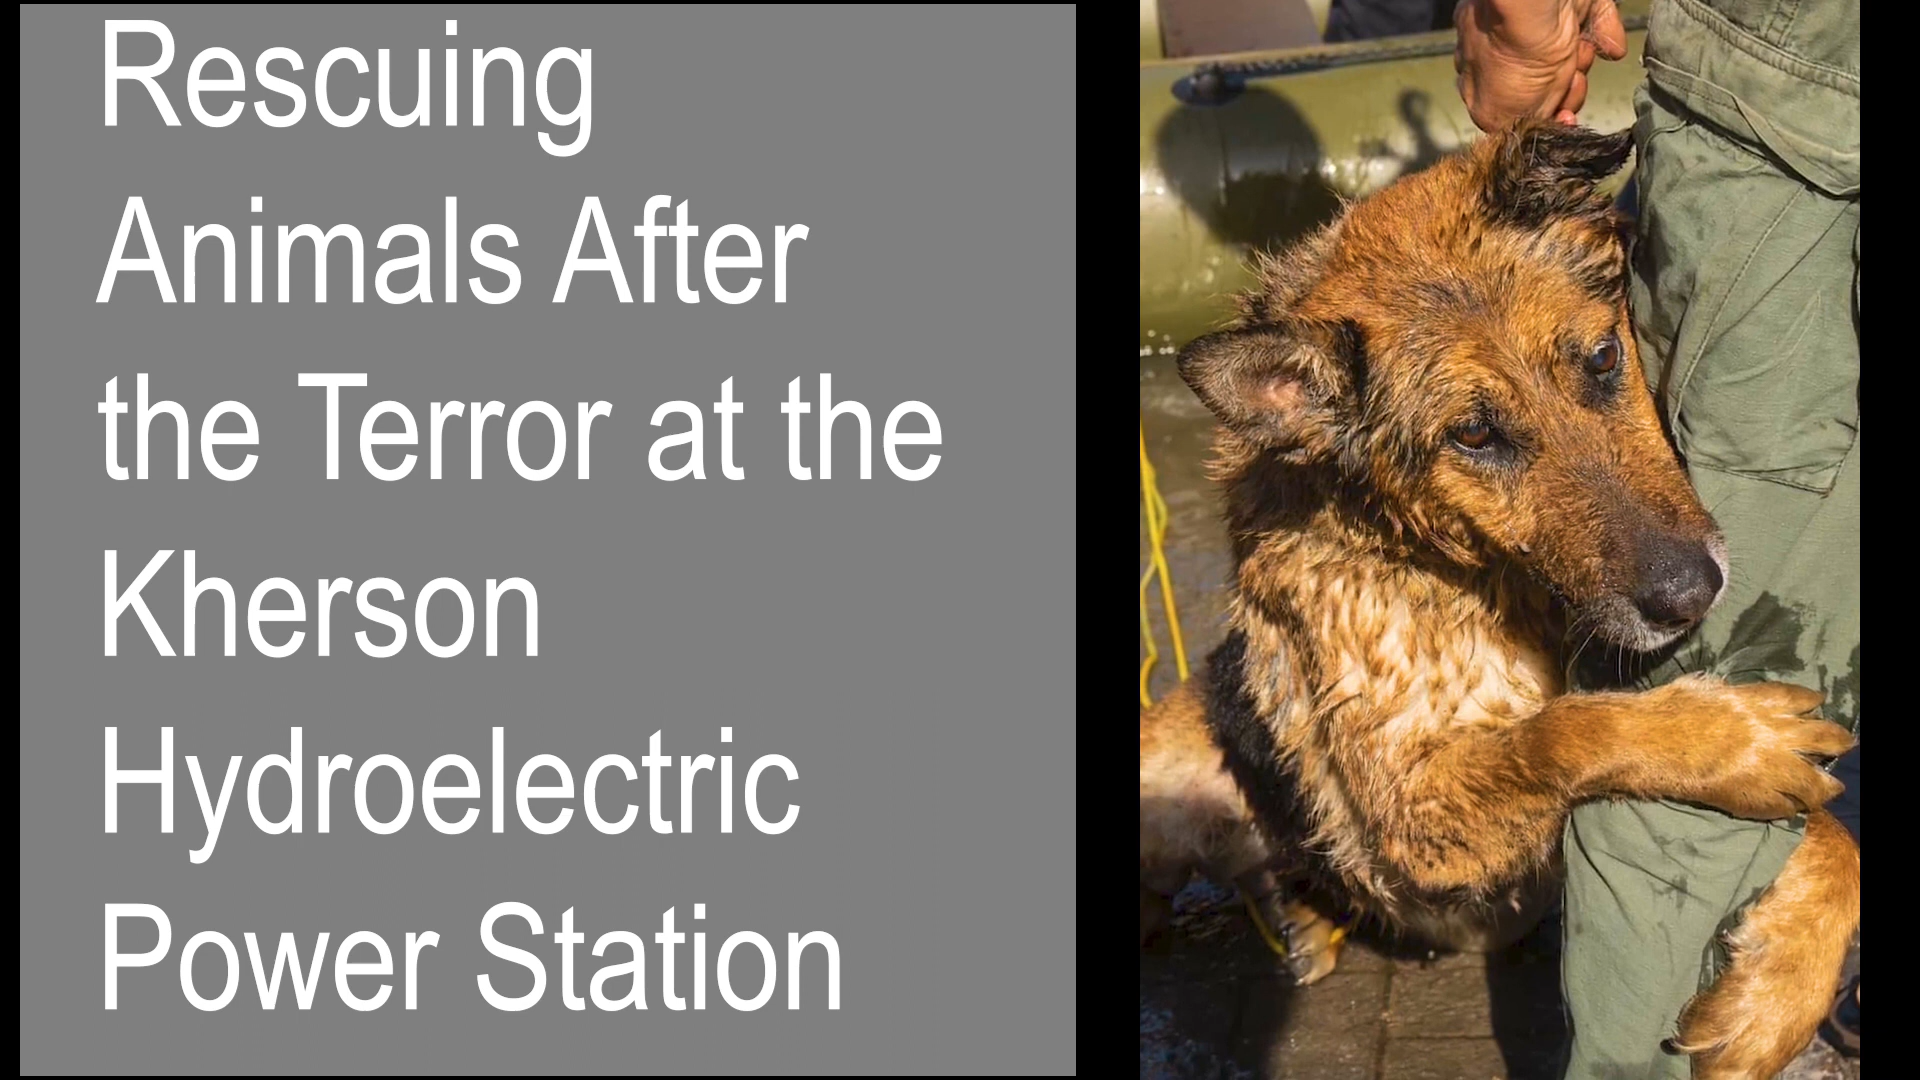 Rescuing
Animals After
the Terror at the
Kherson
Hydroelectric
Power Station